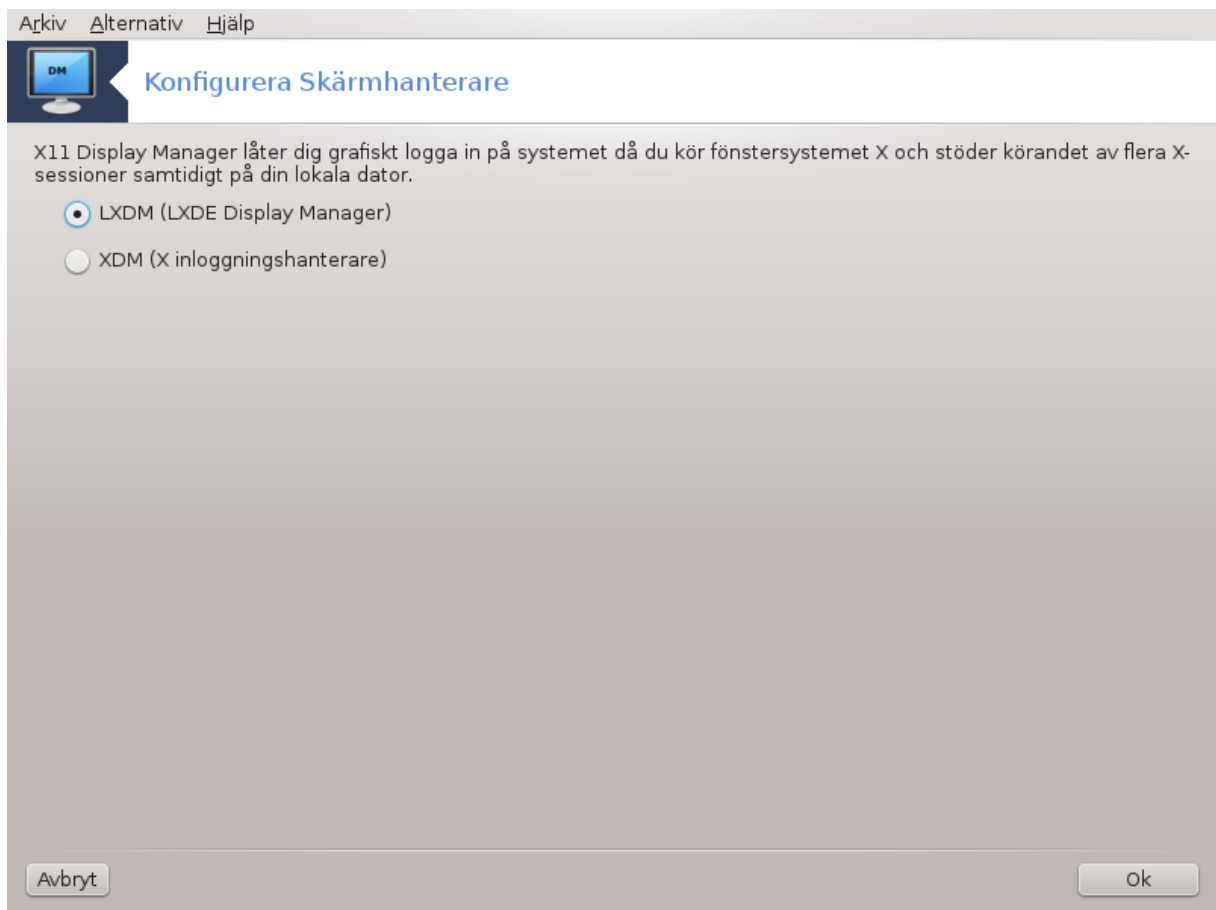 Arkiv Alternativ Hjälp
DM
Konfigurera Skärmhanterare
X11 Display Manager låter dig grafiskt logga in på systemet då du kör fönstersystemet X och stöder körandet av flera X-
sessioner samtidigt på din lokala dator.
LXDM (LXDE Display Manager)
XDM (X inloggningshanterare)
Avbryt Ok